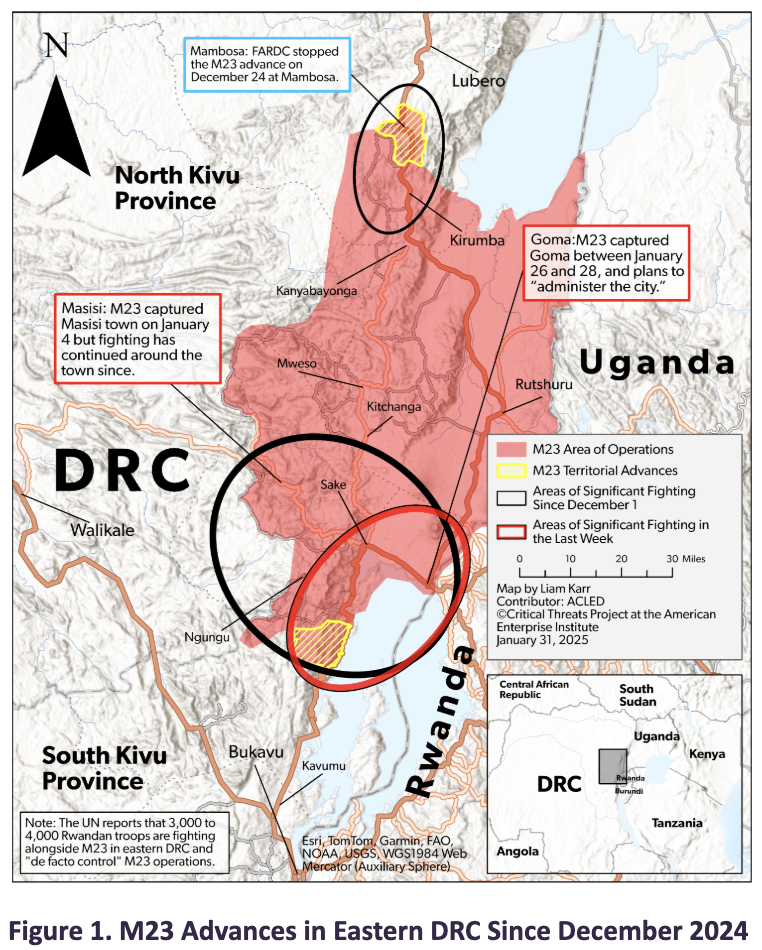 N
Mambosa: FARDC stopped
the M23 advance on
December 24 at Mambosa.
Lubero
North Kivu
Province
Kirumba
Goma:M23 captured
Goma between January
26 and 28, and plans to
“administer the city.”
Kanyabayonga
Masisi: M23 captured
Masisi town on January
4 but fighting has
continued around the
town since.
Mweso
Uganda
Rutshuru
Kitchanga
DRC
Sake
Walikale
M23 Area of Operations
M23 Territorial Advances
Areas of Significant Fighting
Since December 1
Areas of Significant Fighting in
the Last Week
0 10 20 30 Miles
Map by Liam Karr
Contributor: ACLED
©Critical Threats Project at the American
Enterprise Institute
January 31, 2025
Ngungu
Rwanda
South Kivu
Province
Bukavu
Kavumu
Central African
Republic
South
Sudan
Uganda
Kenya
DRC
Rwanda
Burundi
Tanzania
Angola
Note: The UN reports that 3,000 to
4,000 Rwandan troops are fighting
alongside M23 in eastern DRC and
"de facto control" M23 operations.
Esri, TomTom, Garmin, FAO,
NOAA, USGS, WGS1984 Web
Mercator (Auxiliary Sphere)
Figure 1. M23 Advances in Eastern DRC Since December 2024